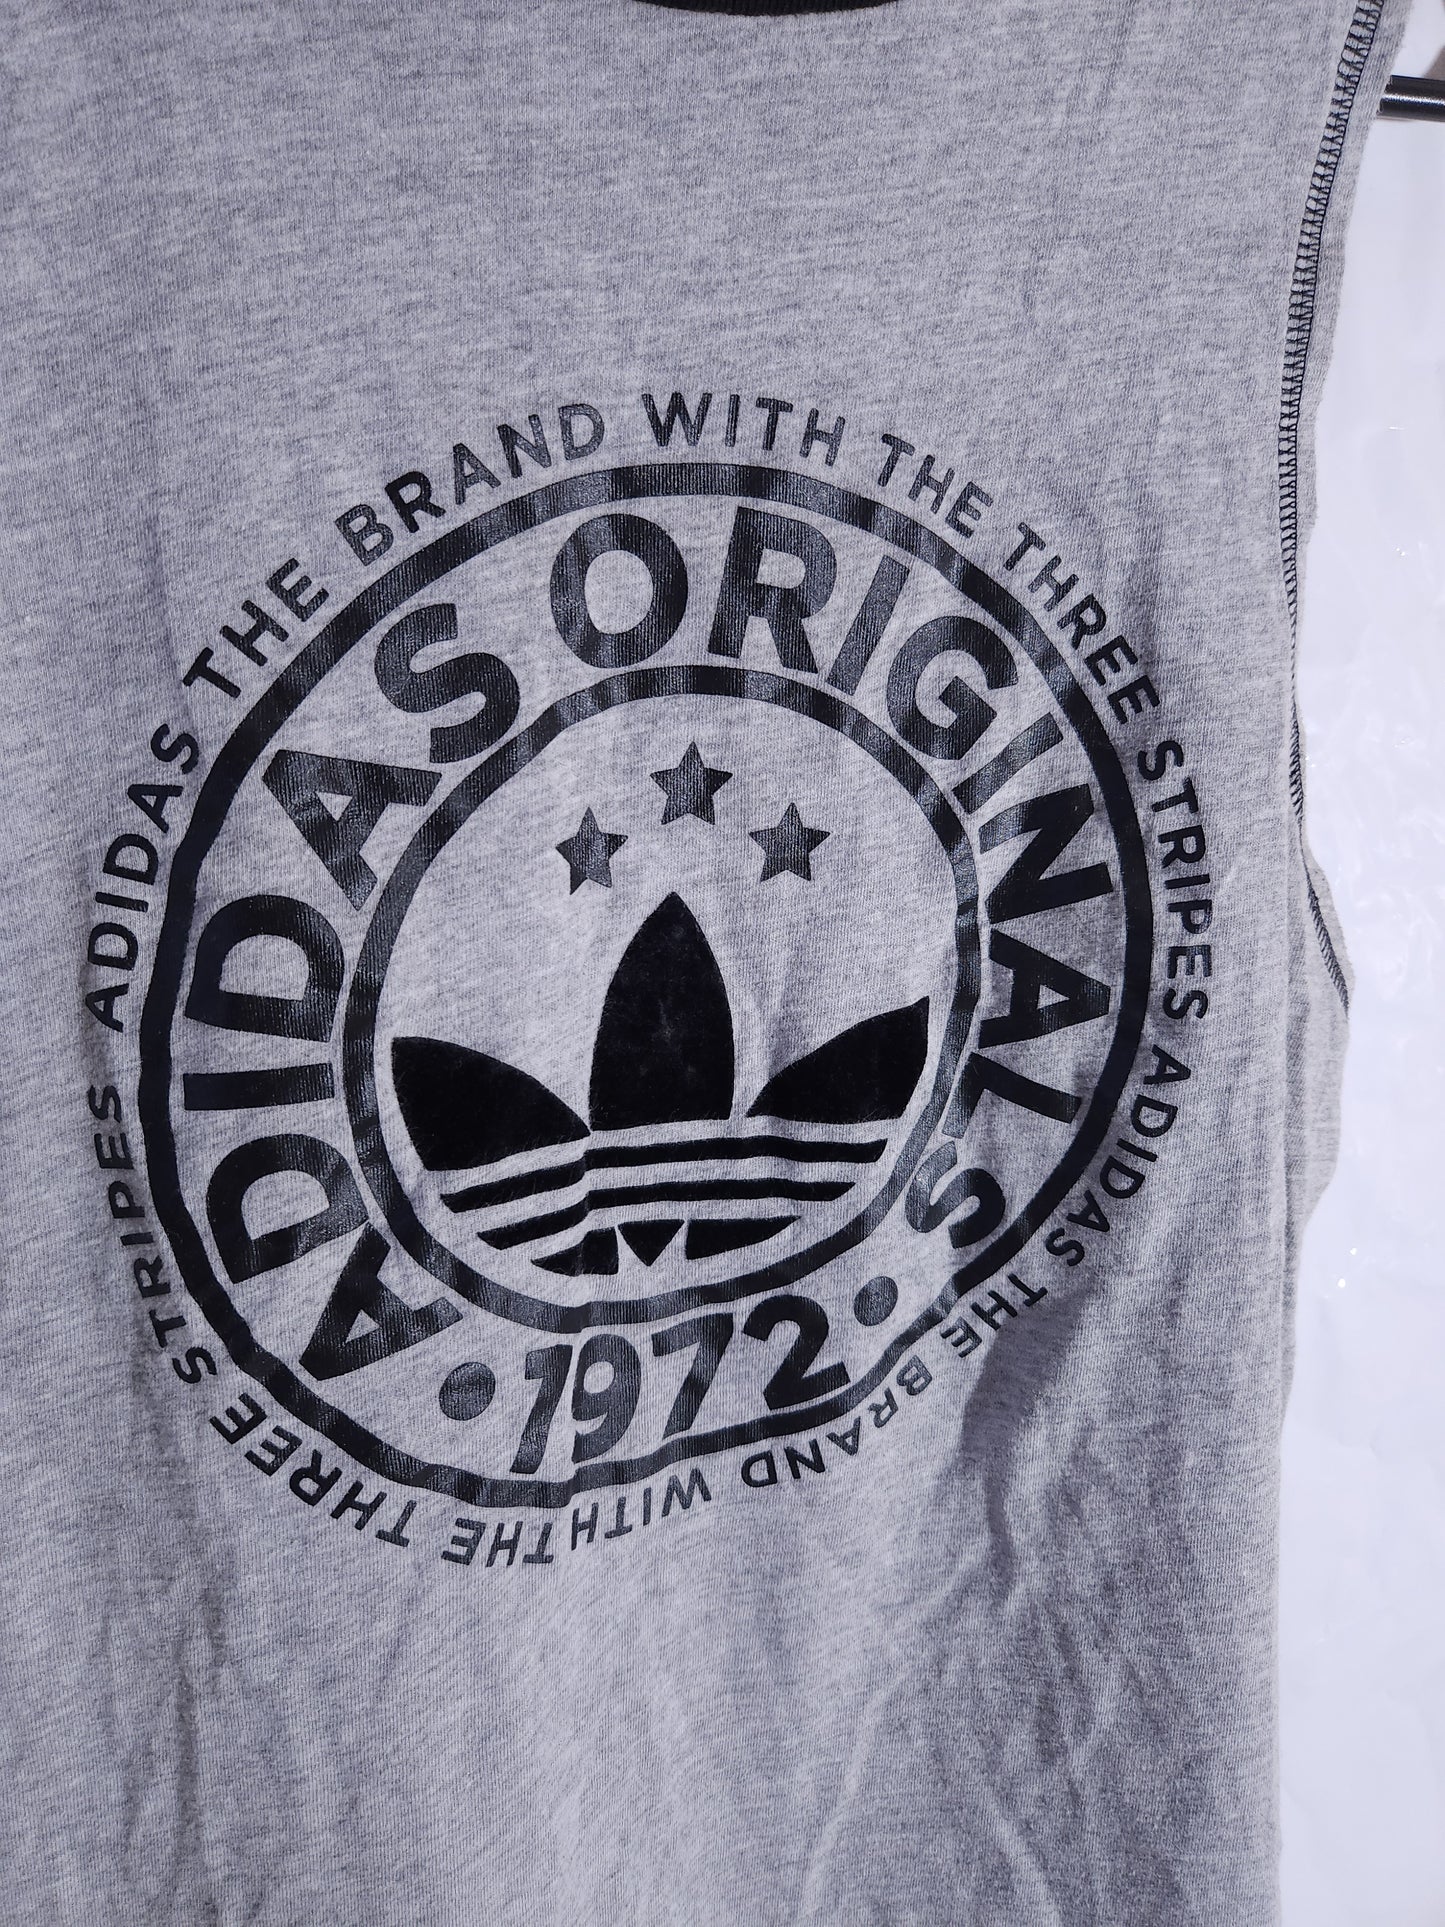 ADIDAS THE BRAND WITH THE THREE STRIPES ADIDAS THE BRAND WITH THE THREE STRIPES
ADIDAS ORIGINALS
• 1972 •